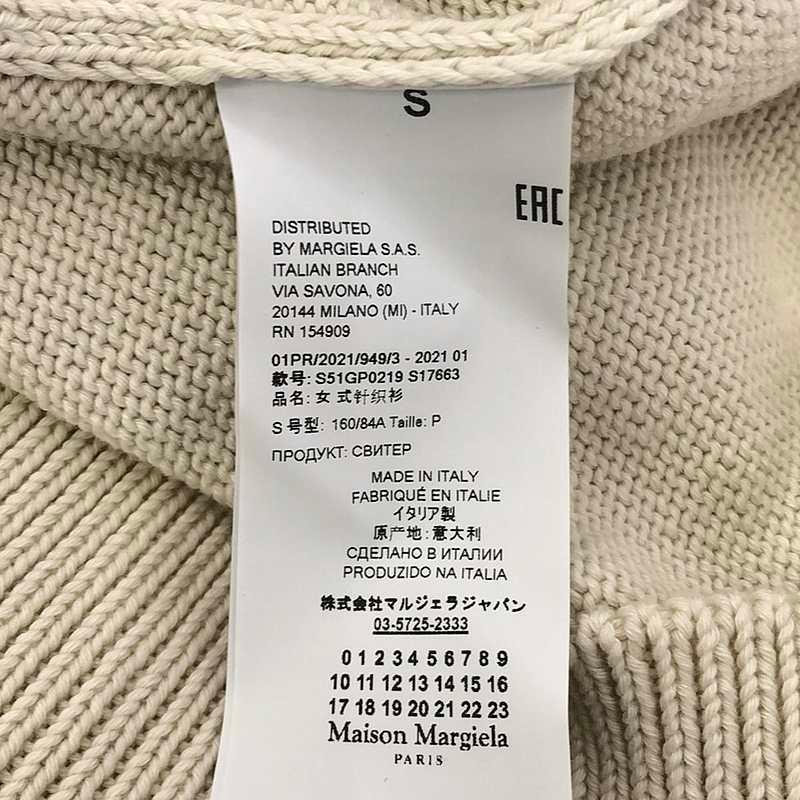 S
EAC
DISTRIBUTED
BY MARGIELA S.A.S.
ITALIAN BRANCH
VIA SAVONA, 60
20144 MILANO (MI) - ITALY
RN 154909
01PR/2021/949/3 - 2021 01
款号: S51GP0219 S17663
品名: 女 式针织衫
S 号型: 160/84A Taille: P
ПРОДУКТ: СВИТЕР
MADE IN ITALY
FABRIQUÉ EN ITALIE
イタリア製
原产地: 意大利
СДЕЛАНО В ИТАЛИИ
PRODUZIDO NA ITALIA
株式会社マルジェラジャパン
03-5725-2333
0 1 2 3 4 5 6 7 8 9
10 11 12 13 14 15 16
17 18 19 20 21 22 23
Maison Margiela
PARIS